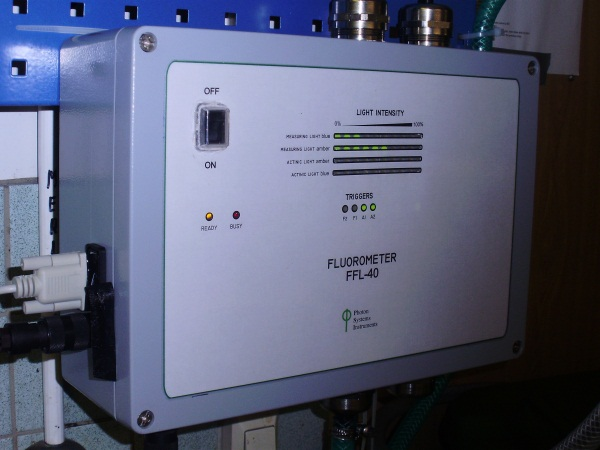 OFF
ON
LIGHT INTENSITY
0% 100%
MEASURING LIGHT blue
MEASURING LIGHT amber
ACTINIC LIGHT amber
ACTINIC LIGHT blue
TRIGGERS
F1 A1 A2
READY BUSY
FLUOROMETER
FFL-40
Photon
Systems
Instruments